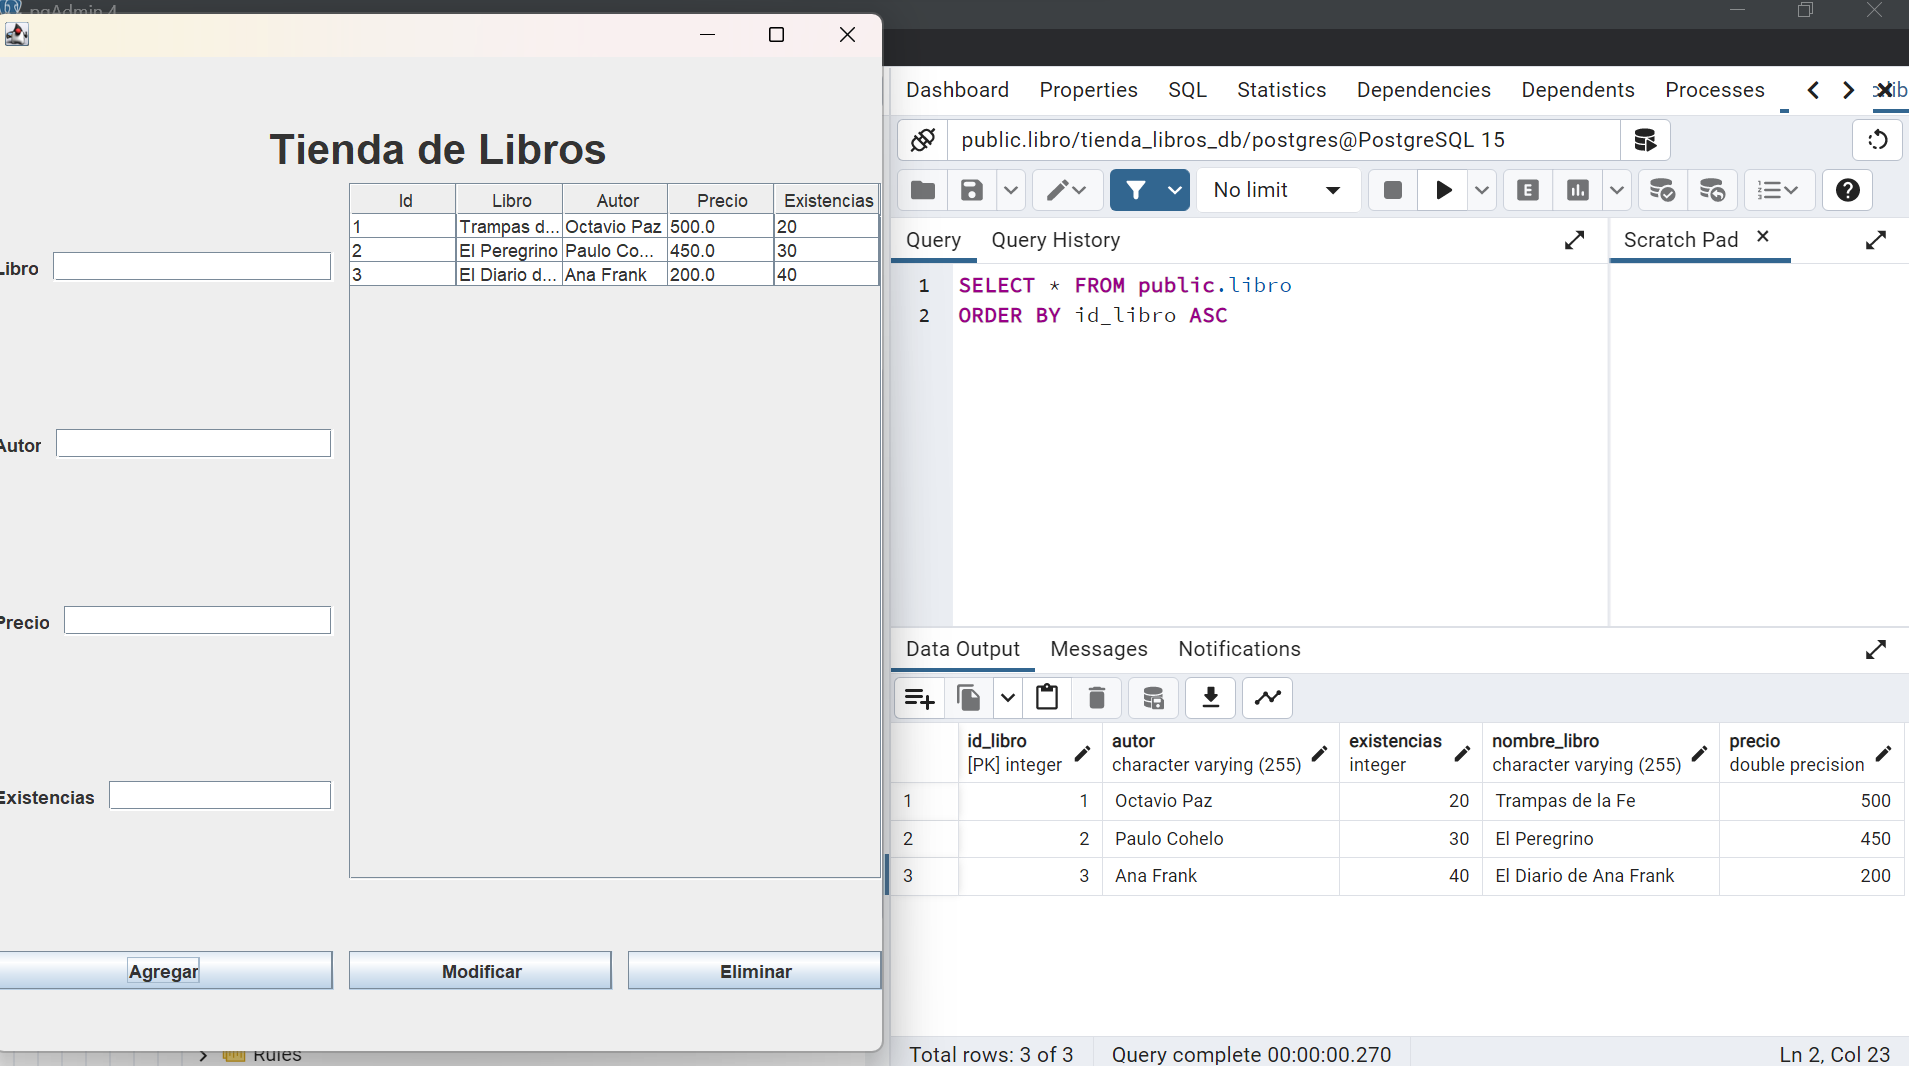 pgAdmin 4
Tienda de Libros
Id Libro Autor Precio Existencias
1 Trampas d... Octavio Paz 500.0 20
2 El Peregrino Paulo Co... 450.0 30
3 El Diario d... Ana Frank 200.0 40
Libro
Autor
Precio
Existencias
Agregar Modificar Eliminar
Rules
Dashboard Properties SQL Statistics Dependencies Dependents Processes
public.libro/tienda_libros_db/postgres@PostgreSQL 15
No limit
E
Query Query History
Scratch Pad
1 SELECT * FROM public.libro
2 ORDER BY id_libro ASC
Data Output Messages Notifications
id_libro autor existencias nombre_libro precio
[PK] integer character varying (255) integer character varying (255) double precision
1 1 Octavio Paz 20 Trampas de la Fe 500
2 2 Paulo Cohelo 30 El Peregrino 450
3 3 Ana Frank 40 El Diario de Ana Frank 200
Total rows: 3 of 3 Query complete 00:00:00.270 Ln 2, Col 23